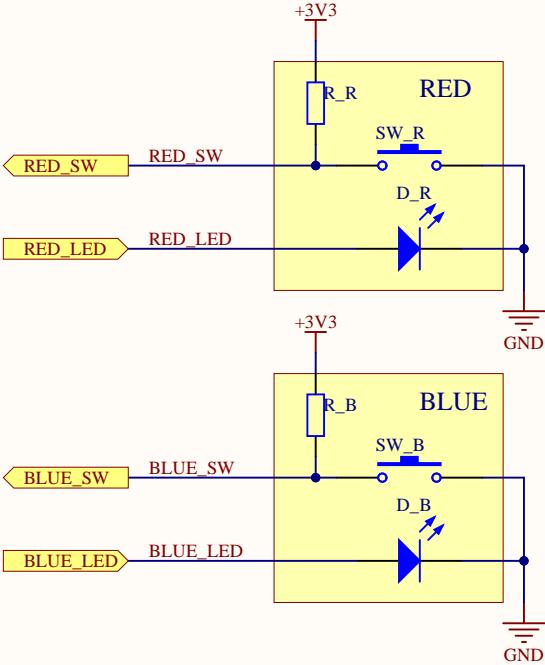 +3V3
R_R
RED
SW_R
RED_SW
RED_SW
D_R
RED_LED
RED_LED
GND
+3V3
R_B
BLUE
SW_B
BLUE_SW
BLUE_SW
D_B
BLUE_LED
BLUE_LED
GND